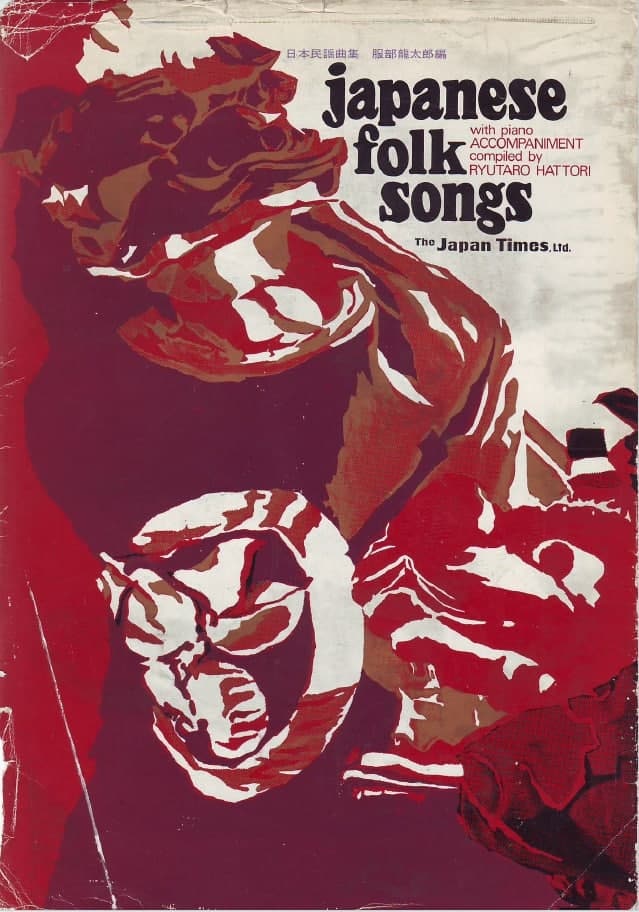 日本民謡曲集 服部龍太郎編
japanese
folk
songs
with piano
ACCOMPANIMENT
compiled by
RYUTARO HATTORI
The Japan Times, Ltd.